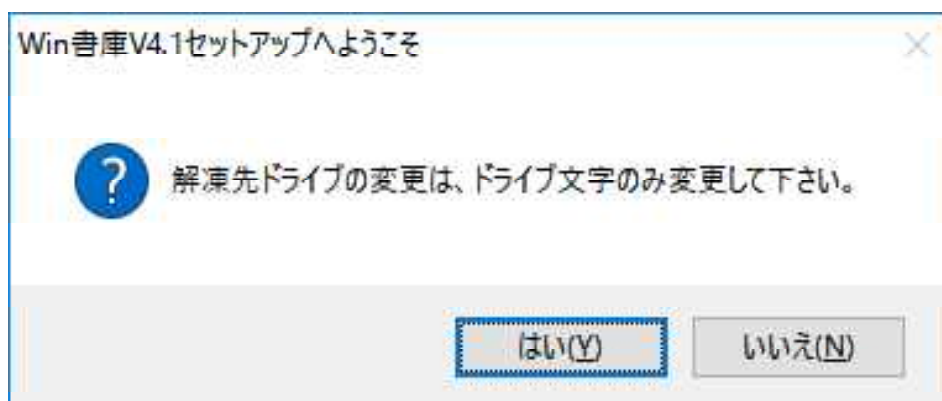 Win書庫V4.1セットアップへようこそ
解凍先ドライブの変更は、ドライブ文字のみ変更して下さい。
はい(Y) いいえ(N)